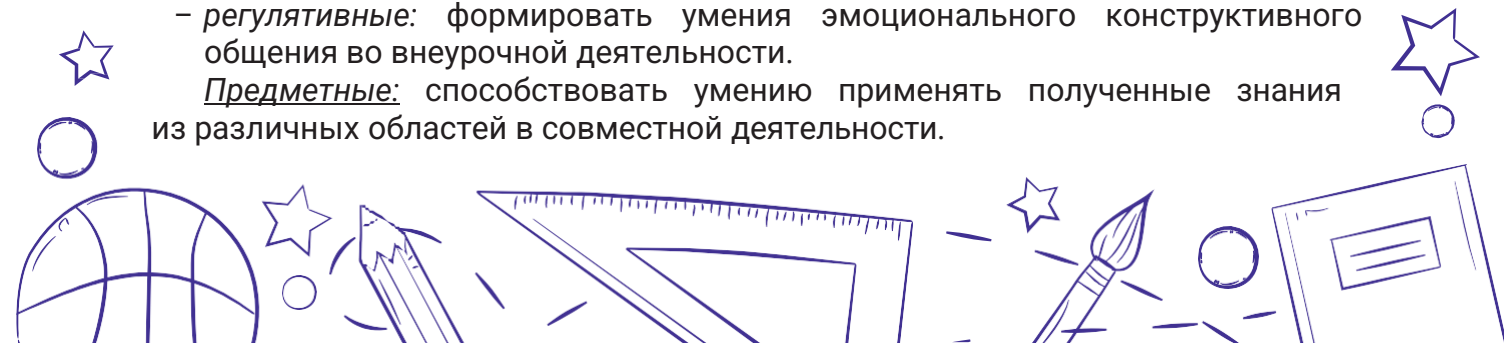 – регулятивные: формировать умения эмоционального конструктивного
общения во внеурочной деятельности.
Предметные: способствовать умению применять полученные знания
из различных областей в совместной деятельности.